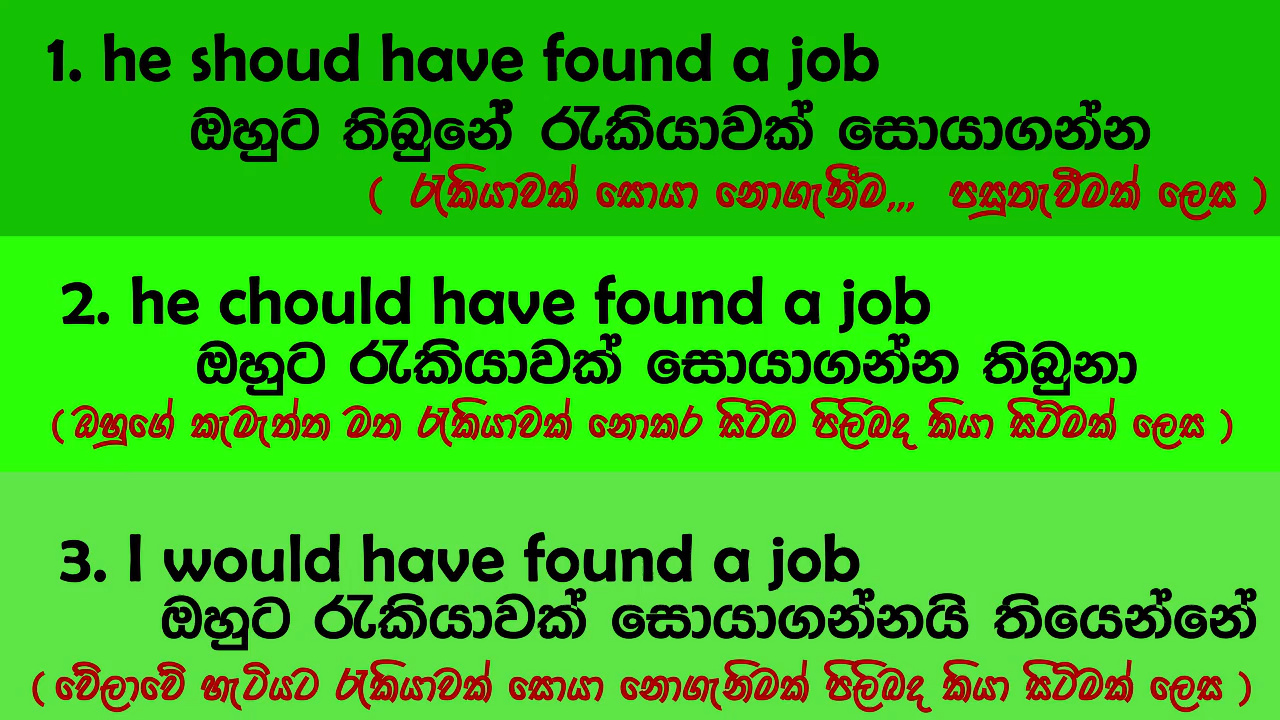 1. he shoud have found a job
ඔහුට තිබුනේ රැකියාවක් සොයාගන්න
( රැකියාවක් සොයා නොගැනීම,,, පසුතැවීමක් ලෙස )
2. he chould have found a job
ඔහුට රැකියාවක් සොයාගන්න තිබුනා
( ඔහුගේ කැමැත්ත මත රැකියාවක් නොකර සිටිම පිලිබද කියා සිටිමක් ලෙස )
3. I would have found a job
ඔහුට රැකියාවක් සොයාගන්නයි තියෙන්නේ
( වේලාවේ හැටියට රැකියාවක් සොයා නොගැනිමක් පිලිබද කියා සිටිමක් ලෙස )